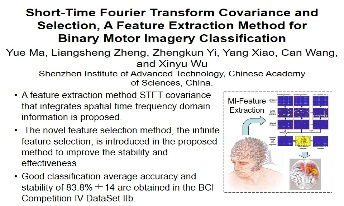 Short-Time Fourier Transform Covariance and
Selection, A Feature Extraction Method for
Binary Motor Imagery Classification
Yue Ma, Liangsheng Zheng, Zhengkun Yi, Yang Xiao, Can Wang,
and Xinyu Wu
Shenzhen Institute of Advanced Technology, Chinese Academy
of Sciences, China.
• A feature extraction method STFT covariance
that integrates spatial time frequency domain
information is proposed.
• The novel feature selection method, the infinite
feature selection, is introduced in the proposed
method to improve the stability and
effectiveness.
• Good classification average accuracy and
stability of 83.8%±14 are obtained in the BCI
Competition IV DataSet IIb.
MI-Feature
Extraction